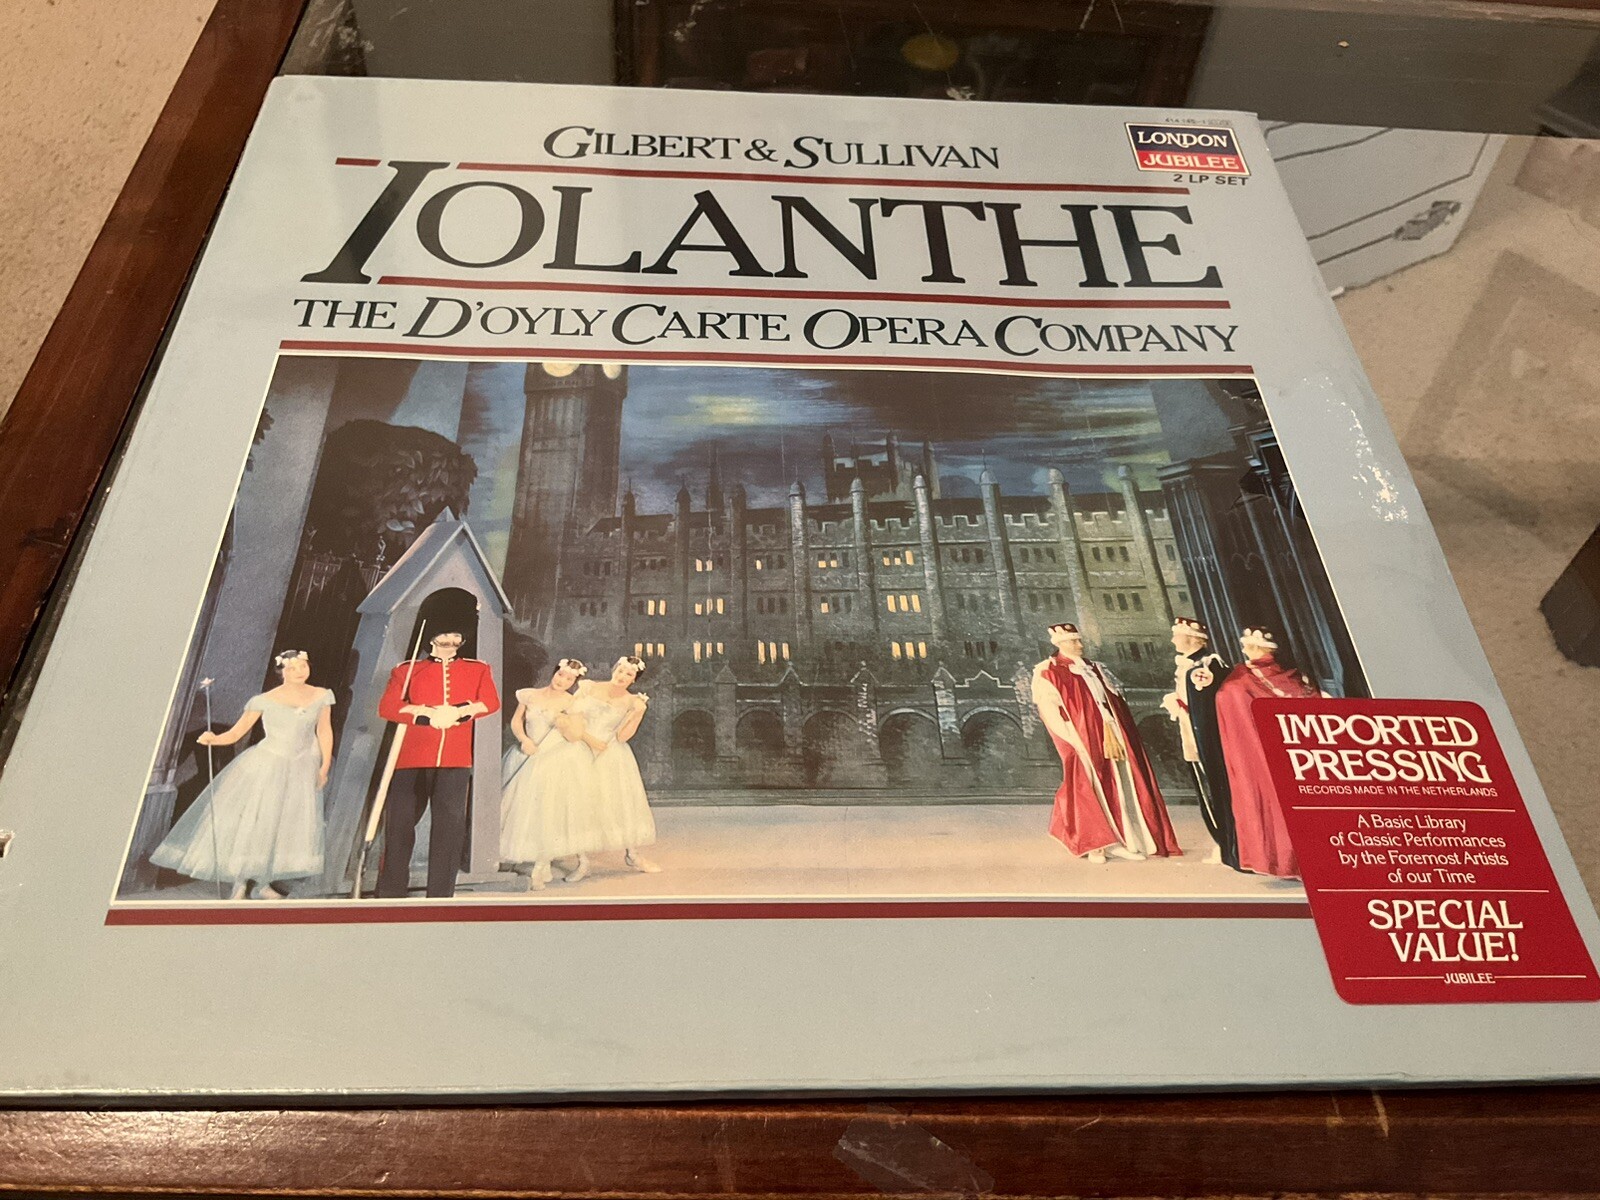 GILBERT & SULLIVAN
IOLANTHE
THE D'OYLY CARTE OPERA COMPANY
LONDON
JUBILEE
2 LP SET
IMPORTED
PRESSING
RECORDS MADE IN THE NETHERLANDS
A Basic Library
of Classic Performances
by the Foremost Artists
of our Time
SPECIAL
VALUE!
JUBILEE